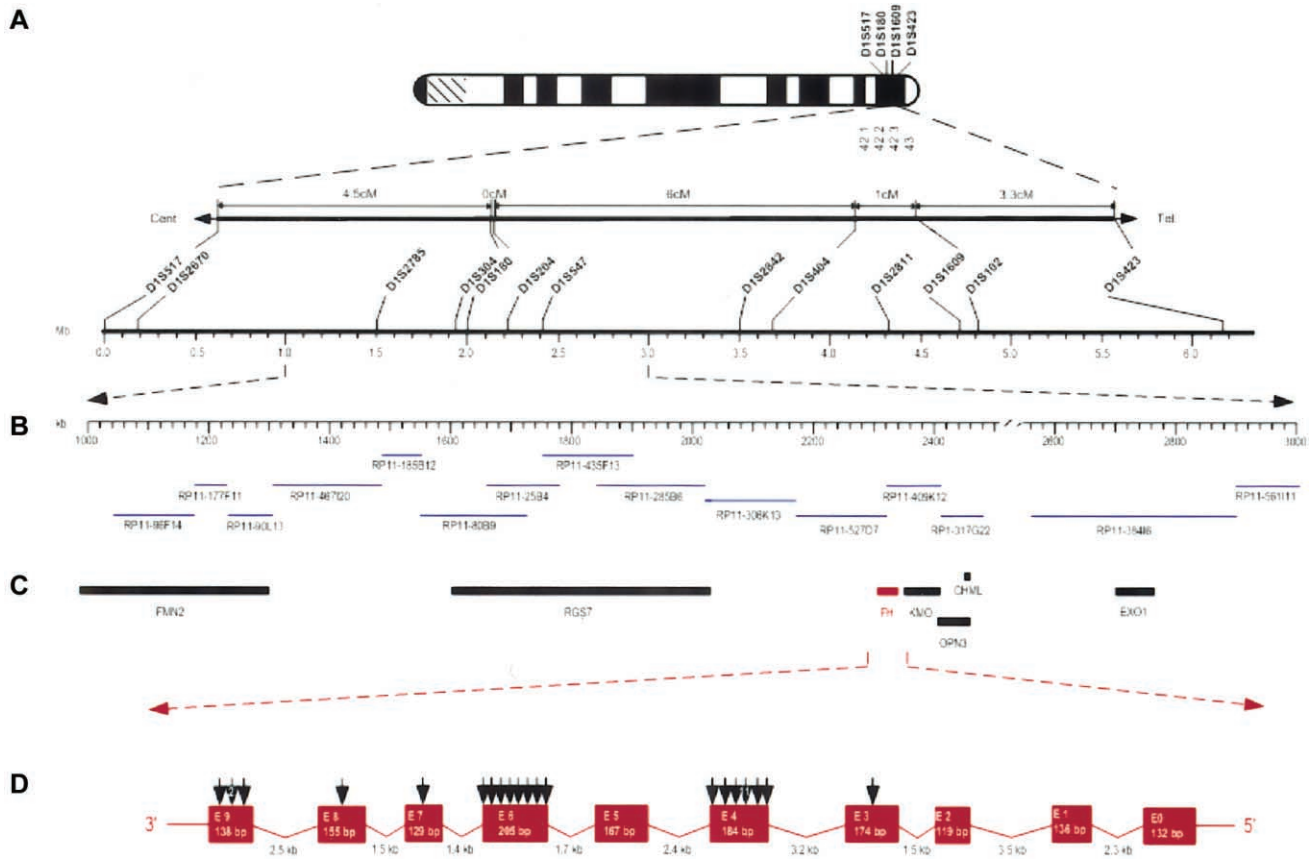 A
D1S517 D1S180 D1S1609 D1S423
42 1 42 2 42 3 43
4.5cM 0cM 6cM 1cM 3.3cM
Cent Tel
D1S517 D1S2670 D1S2785 D1S304 D1S180 D1S204 D1S547 D1S2842 D1S404 D1S2811 D1S1609 D1S102 D1S423
Mb
0.0 0.5 1.0 1.5 2.0 2.5 3.0 3.5 4.0 4.5 5.0 5.5 6.0
B
kb
1000 1200 1400 1600 1800 2000 2200 2400 2600 2800 3000
RP11-185B12 RP11-435F13
RP11-177F11 RP11-467I20 RP11-25B4 RP11-285B6 RP11-409K12 RP11-561I11
RP11-96F14 RP11-90L13 RP11-80B9 RP11-308K13 RP11-527D7 RP1-317G22 RP11-384I6
C
CHML
FMN2 RGS7 FH KMO EXO1
OPN3
D
3' E 9 E 8 E 7 E 6 E 5 E 4 E 3 E 2 E 1 E0 5'
138 bp 155 bp 129 bp 205 bp 167 bp 184 bp 174 bp 119 bp 136 bp 132 bp
2.5 kb 1.5 kb 1.4 kb 1.7 kb 2.4 kb 3.2 kb 1.5 kb 3.5 kb 2.3 kb